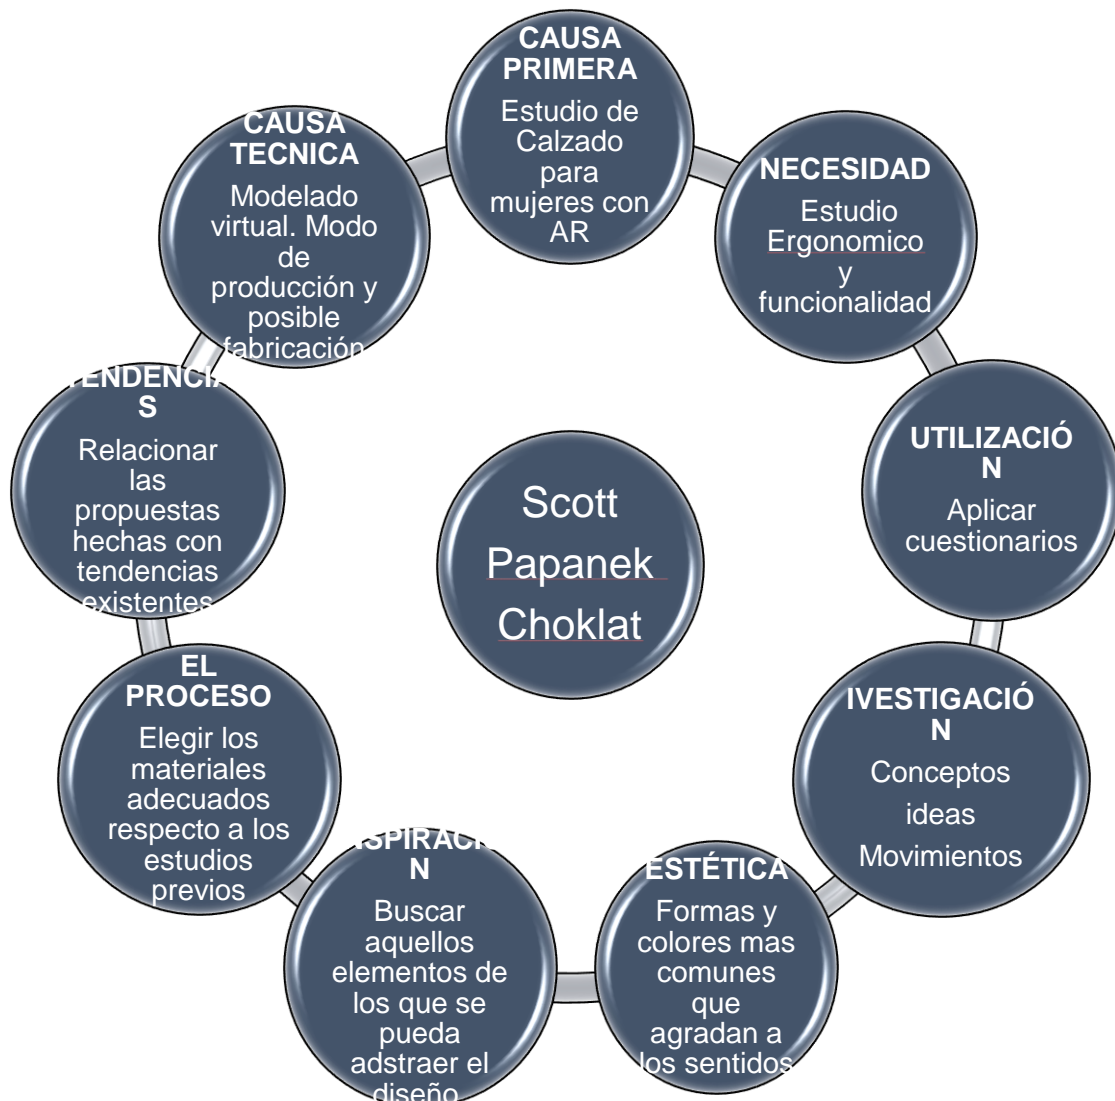 CAUSA
PRIMERA
Estudio de
Calzado
para
mujeres con
AR
NECESIDAD
Estudio
Ergonomico
y
funcionalidad
UTILIZACIÓ
N
Aplicar
cuestionarios
IVESTIGACIÓ
N
Conceptos
ideas
Movimientos
ESTÉTICA
Formas y
colores mas
comunes
que
agradan a
los sentidos
NSPIRACIÓ
N
Buscar
aquellos
elementos de
los que se
pueda
adstraer el
diseño
EL
PROCESO
Elegir los
materiales
adecuados
respecto a los
estudios
previos
TENDENCIA
S
Relacionar
las
propuestas
hechas con
tendencias
existentes
CAUSA
TECNICA
Modelado
virtual. Modo
de
producción y
posible
fabricación
Scott
Papanek
Choklat